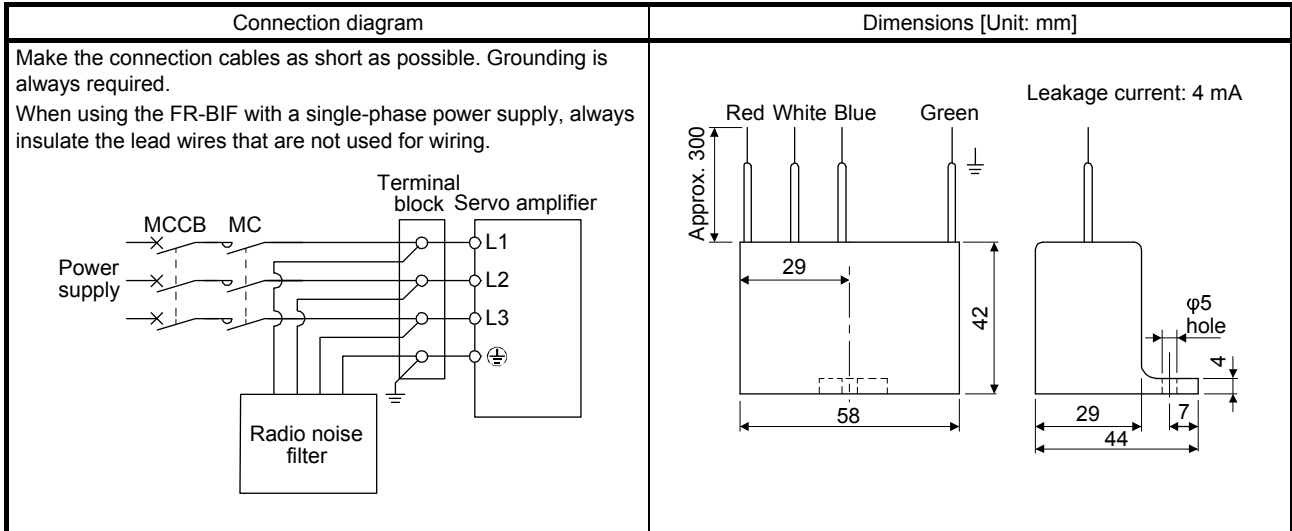 Connection diagram
Dimensions [Unit: mm]
Make the connection cables as short as possible. Grounding is
always required.
When using the FR-BIF with a single-phase power supply, always
insulate the lead wires that are not used for wiring.
Terminal
block
Servo amplifier
MCCB
MC
Power
supply
L1
L2
L3
Radio noise
filter
Leakage current: 4 mA
Red
White
Blue
Green
Approx. 300
29
42
58
φ5
hole
4
29
7
44